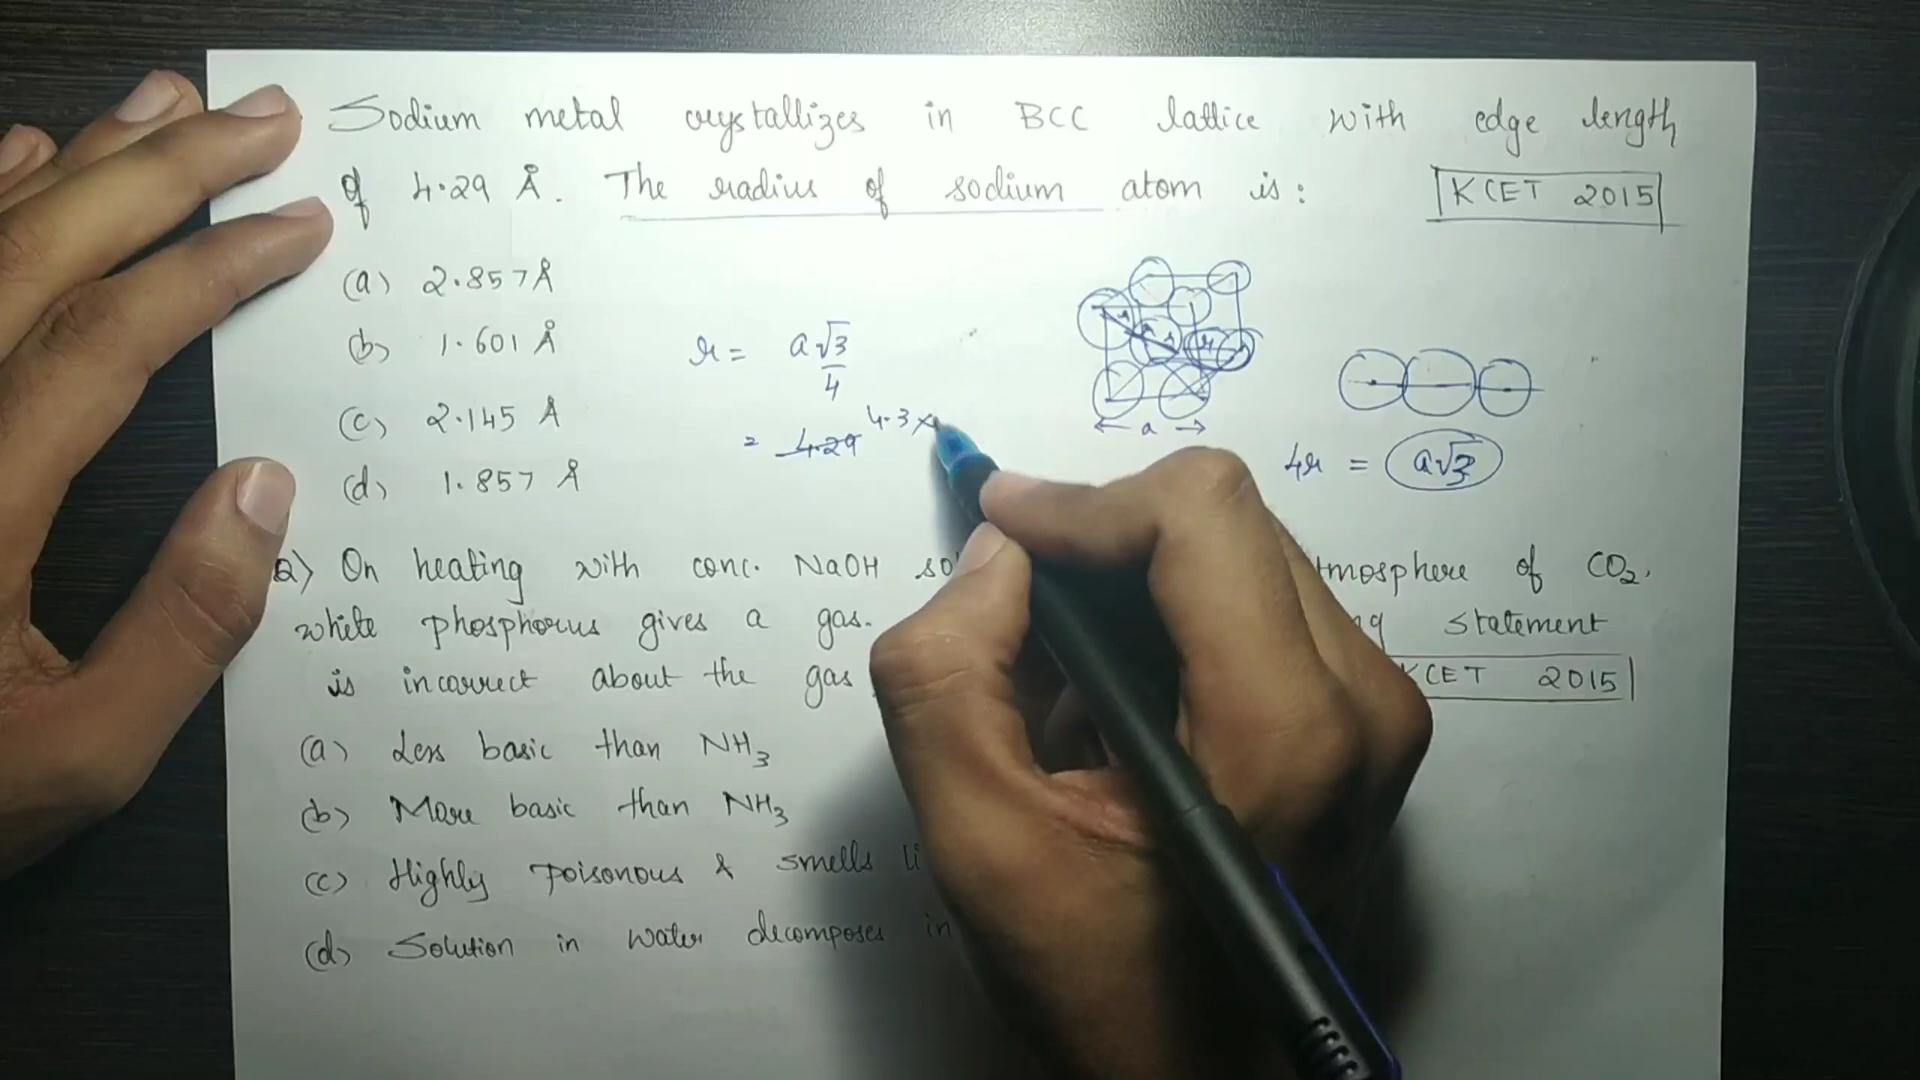 Sodium metal crystallizes in BCC lattice with edge length
of 4.29 Å. The radius of sodium atom is: KCET 2015
(a) 2.857 Å
(b) 1.601 Å
(c) 2.145 Å
(d) 1.857 Å
r = a√3
4
= 4.29 4.3 ×
a
4r = a√3
Q) On heating with conc. NaOH of CO2,
white phosphorus gives a gas. statement
is incorrect about the gas KCET 2015
(a) Less basic than NH3
(b) More basic than NH3
(c) Highly poisonous & smells
(d) Solution in water decomposes in